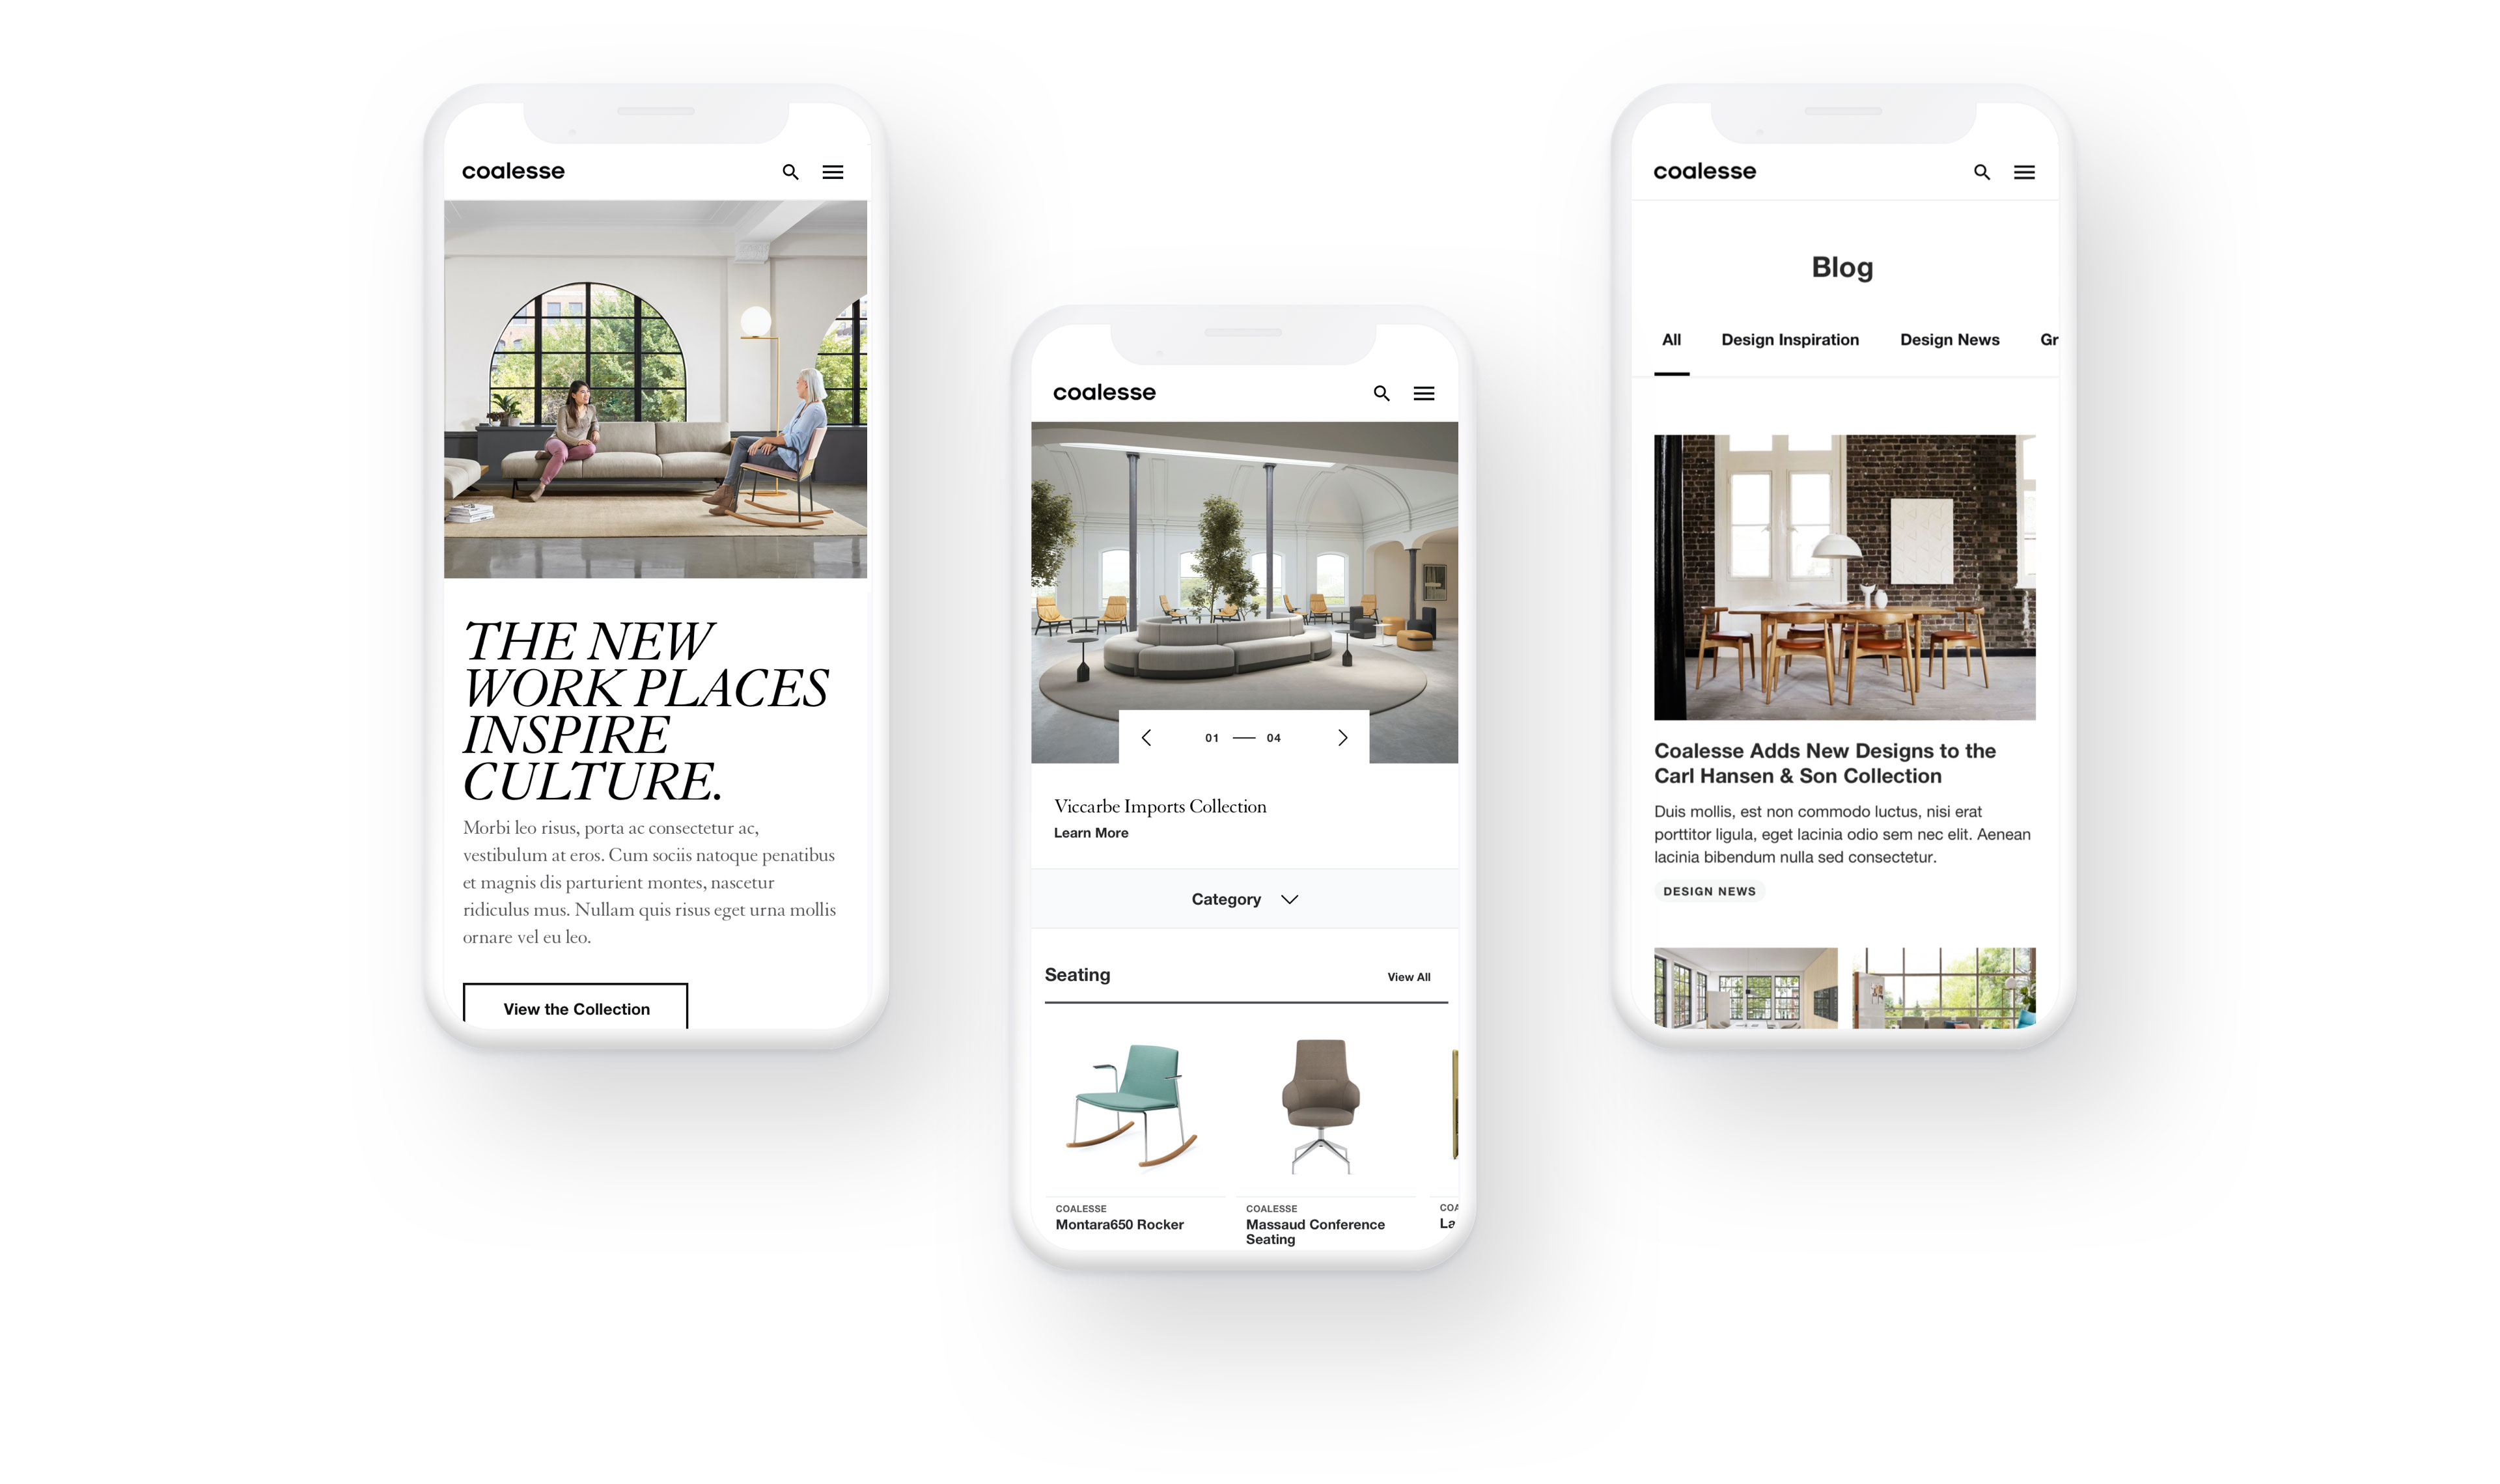 coalesse
THE NEW
WORK PLACES
INSPIRE
CULTURE.
Morbi leo risus, porta ac consectetur ac,
vestibulum at eros. Cum sociis natoque penatibus
et magnis dis parturient montes, nascetur
ridiculus mus. Nullam quis risus eget urna mollis
ornare vel eu leo.
View the Collection
coalesse
01 — 04
Viccarbe Imports Collection
Learn More
Category
Seating View All
COALESSE
Montara650 Rocker
COALESSE
Massaud Conference
Seating
COA
La
coalesse
Blog
All Design Inspiration Design News Gr
Coalesse Adds New Designs to the
Carl Hansen & Son Collection
Duis mollis, est non commodo luctus, nisi erat
porttitor ligula, eget lacinia odio sem nec elit. Aenean
lacinia bibendum nulla sed consectetur.
DESIGN NEWS